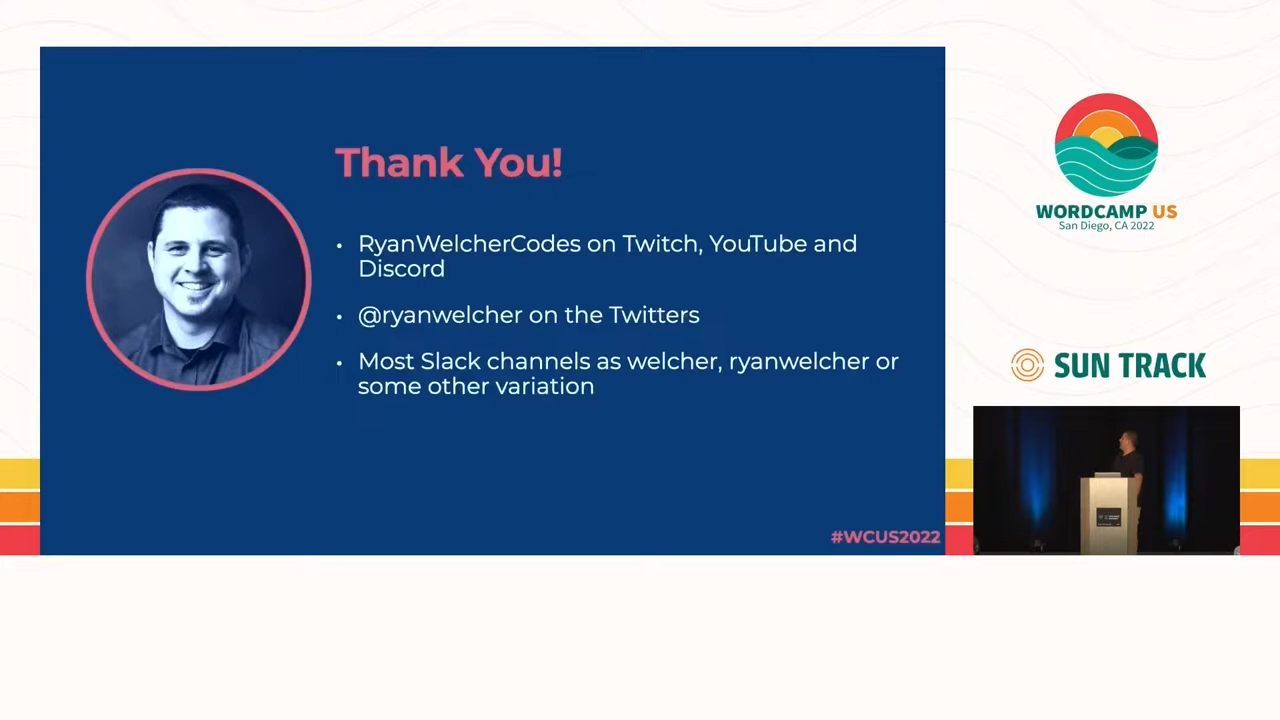 Thank You!
• RyanWelcherCodes on Twitch, YouTube and
Discord
• @ryanwelcher on the Twitters
• Most Slack channels as welcher, ryanwelcher or
some other variation
#WCUS2022
WORDCAMP US
San Diego, CA 2022
SUN TRACK